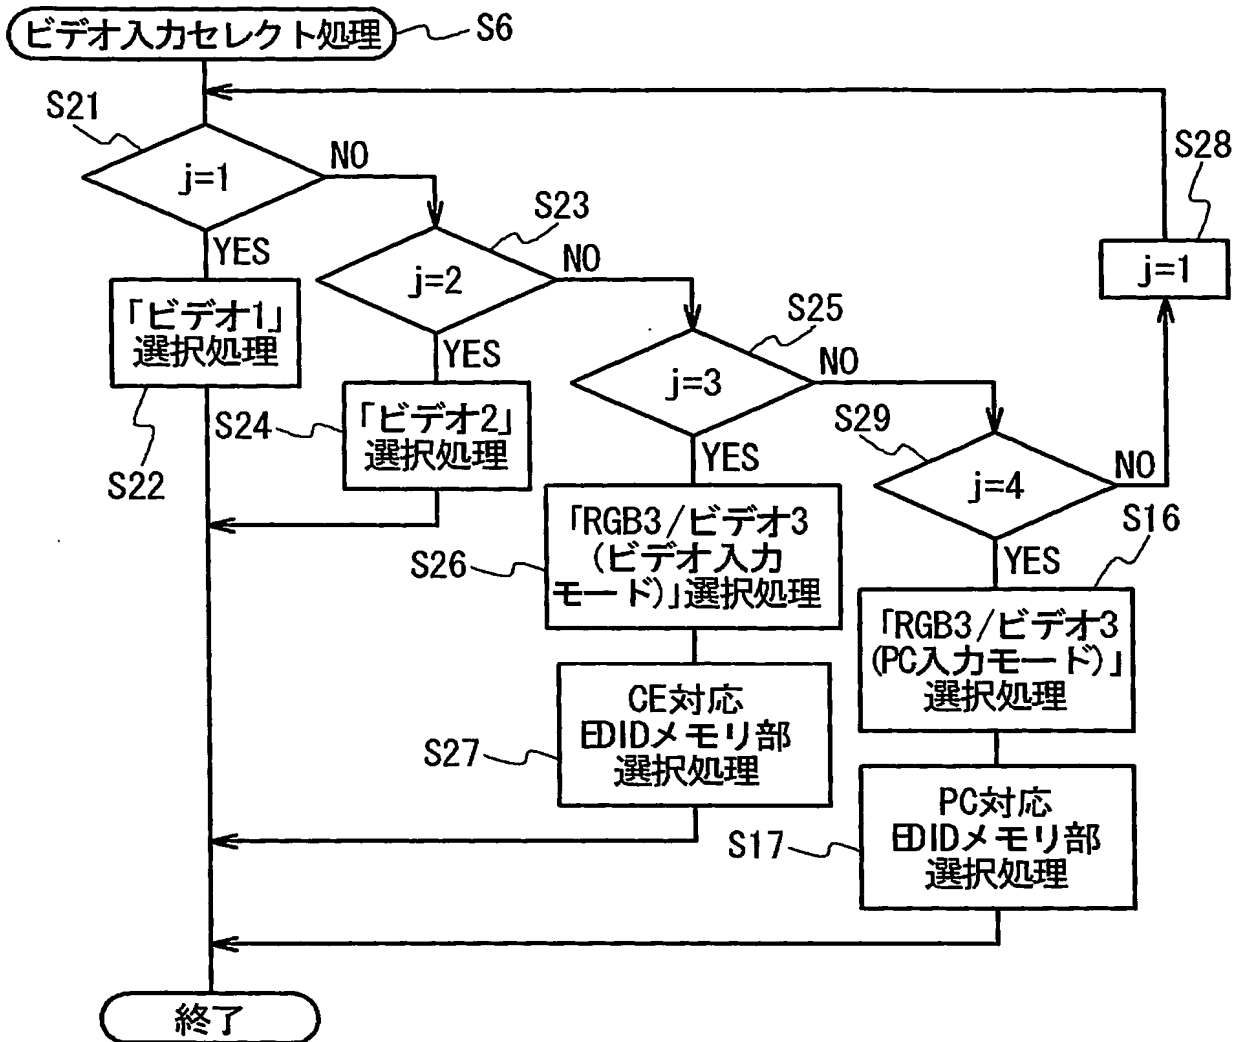 ビデオ入力セレクト処理
S6
S21
j=1
NO
YES
S28
j=1
S23
j=2
NO
YES
「ビデオ1」
選択処理
S22
S25
j=3
NO
YES
S24
「ビデオ2」
選択処理
S29
j=4
NO
YES
S16
S26
「RGB3/ビデオ3
(ビデオ入力
モード)」選択処理
「RGB3/ビデオ3
(PC入力モード)」
選択処理
S27
CE対応
EDIDメモリ部
選択処理
S17
PC対応
EDIDメモリ部
選択処理
終了